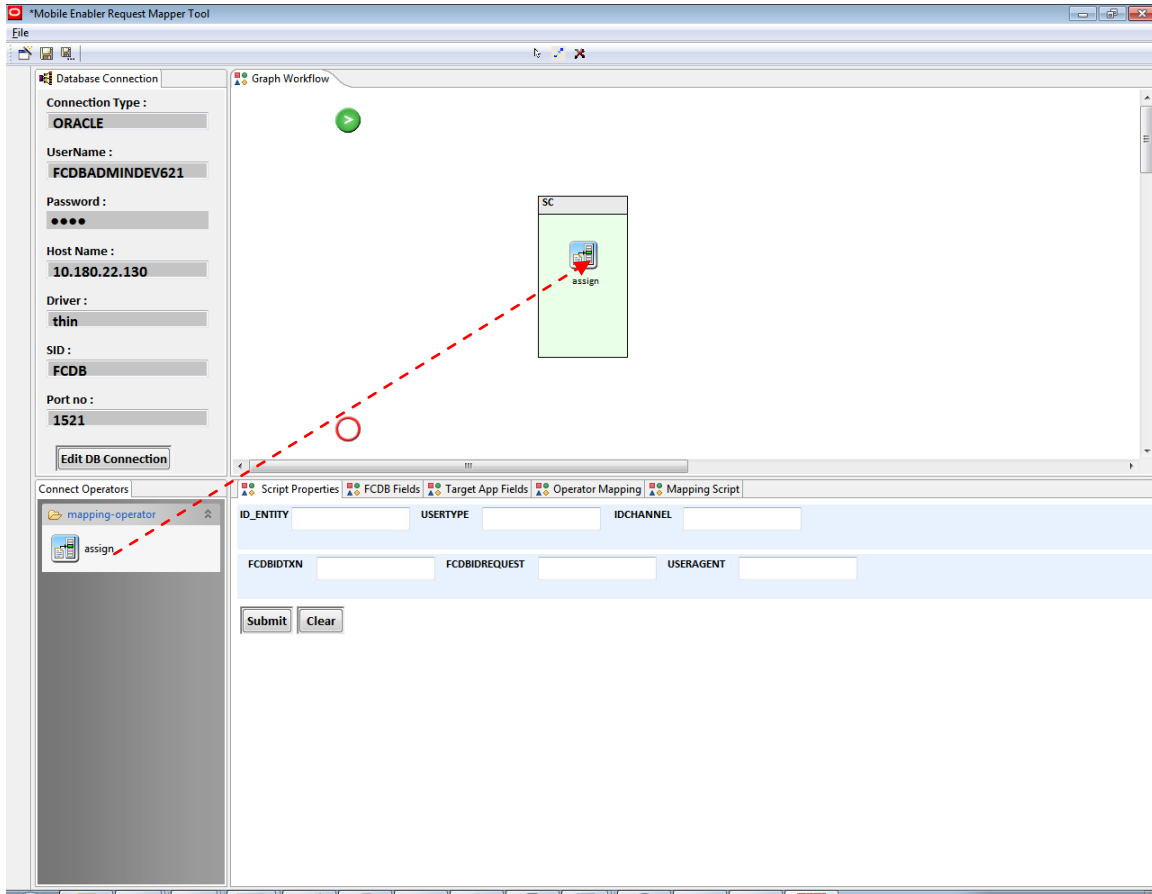 *Mobile Enabler Request Mapper Tool
File
Database Connection
Connection Type :
ORACLE
UserName :
FCDBADMINDEV621
Password :
●●●●
Host Name :
10.180.22.130
Driver :
thin
SID :
FCDB
Port no :
1521
Edit DB Connection
Graph Workflow
>
SC
assign
Connect Operators
mapping-operator
assign
Script Properties FCDB Fields Target App Fields Operator Mapping Mapping Script
ID_ENTITY USERTYPE IDCHANNEL
FCDBIDTXN FCDBIDREQUEST USERAGENT
Submit Clear